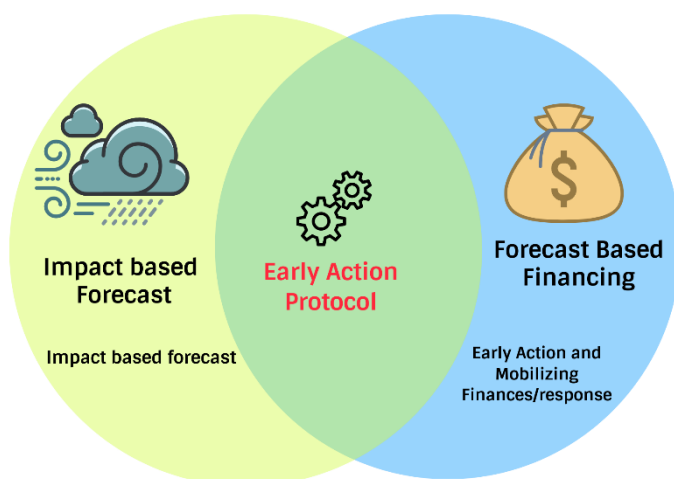 Impact based
Forecast
Impact based forecast
Early Action
Protocol
$
Forecast Based
Financing
Early Action and
Mobilizing
Finances/response